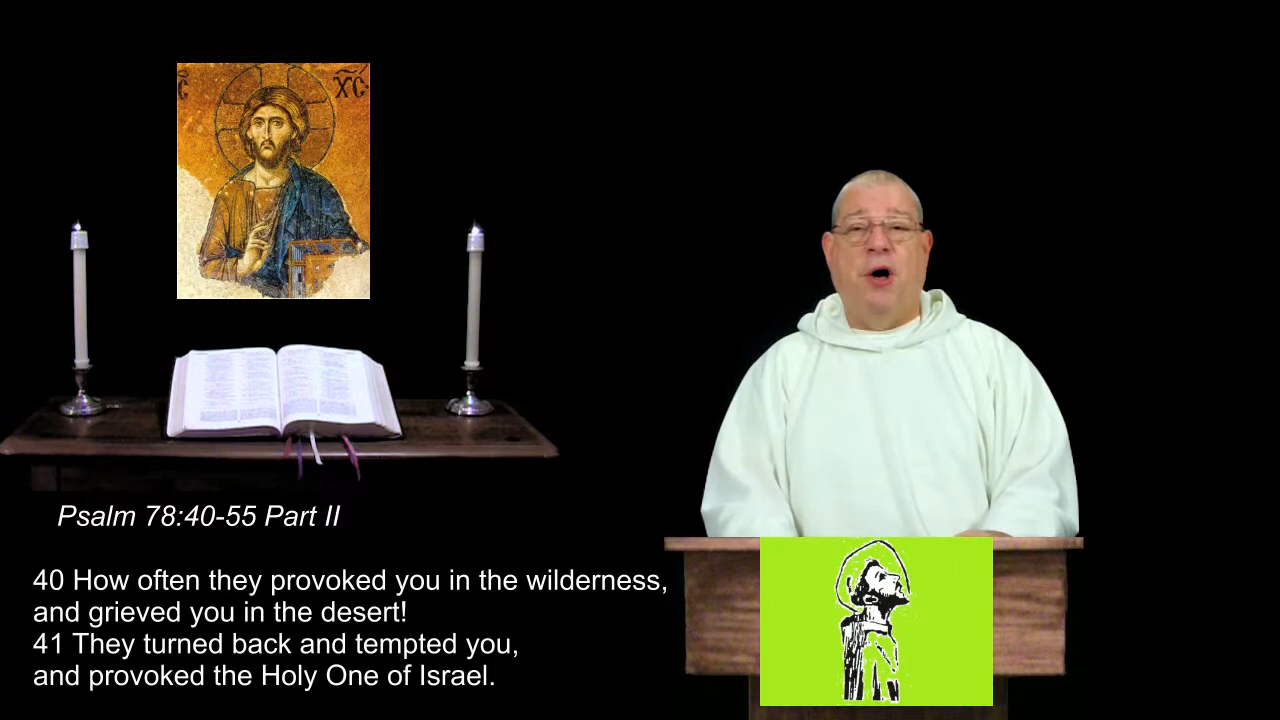 ΧC
Psalm 78:40-55 Part II
40 How often they provoked you in the wilderness,
and grieved you in the desert!
41 They turned back and tempted you,
and provoked the Holy One of Israel.